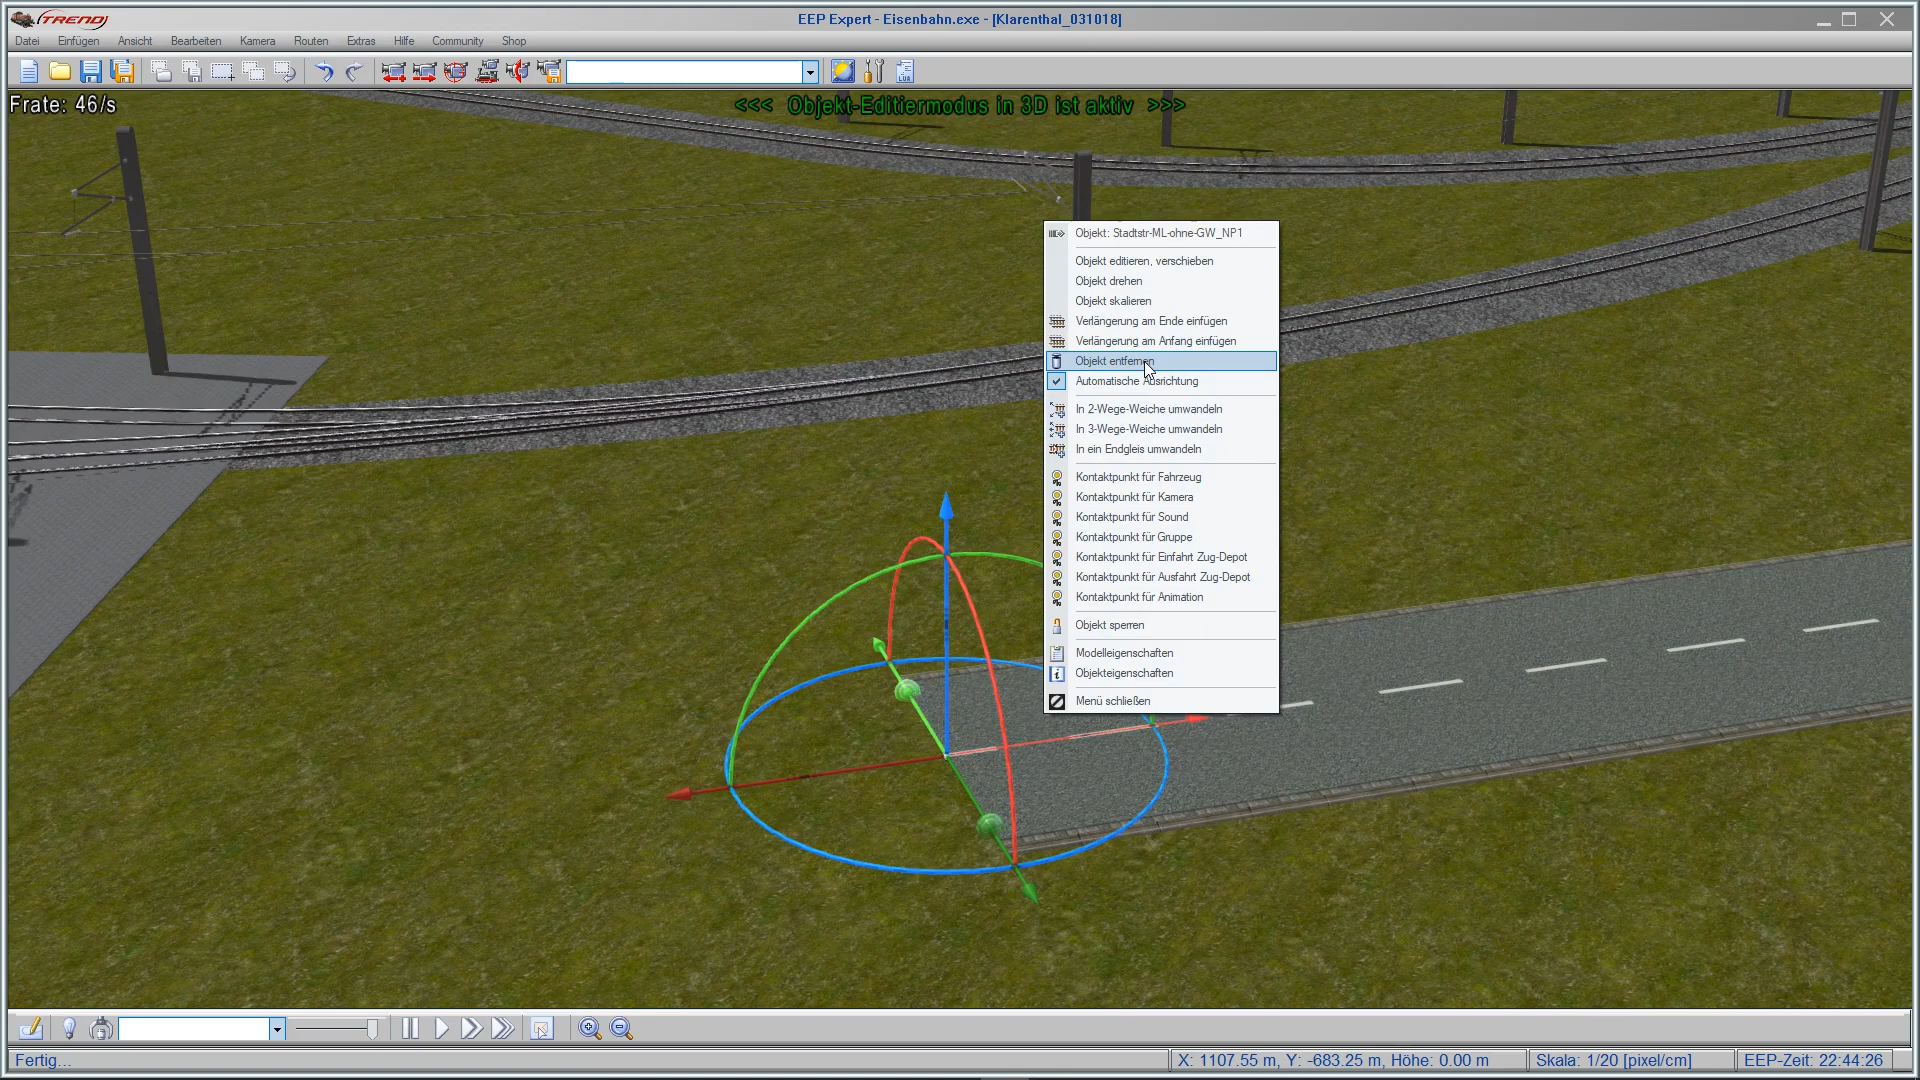 TREND
EEP Expert - Eisenbahn.exe - [Klarenthal_031018]
Datei Einfügen Ansicht Bearbeiten Kamera Routen Extras Hilfe Community Shop
LUA
Frate: 46/s
<<< Objekt-Editiermodus in 3D ist aktiv >>>
Objekt: Stadtstr-ML-ohne-GW_NP1
Objekt editieren, verschieben
Objekt drehen
Objekt skalieren
Verlängerung am Ende einfügen
Verlängerung am Anfang einfügen
Objekt entfernen
Automatische Ausrichtung
In 2-Wege-Weiche umwandeln
In 3-Wege-Weiche umwandeln
In ein Endgleis umwandeln
Kontaktpunkt für Fahrzeug
Kontaktpunkt für Kamera
Kontaktpunkt für Sound
Kontaktpunkt für Gruppe
Kontaktpunkt für Einfahrt Zug-Depot
Kontaktpunkt für Ausfahrt Zug-Depot
Kontaktpunkt für Animation
Objekt sperren
Modelleigenschaften
Objekteigenschaften
Menü schließen
Fertig...
X: 1107.55 m, Y: -683.25 m, Höhe: 0.00 m
Skala: 1/20 [pixel/cm]
EEP-Zeit: 22:44:26